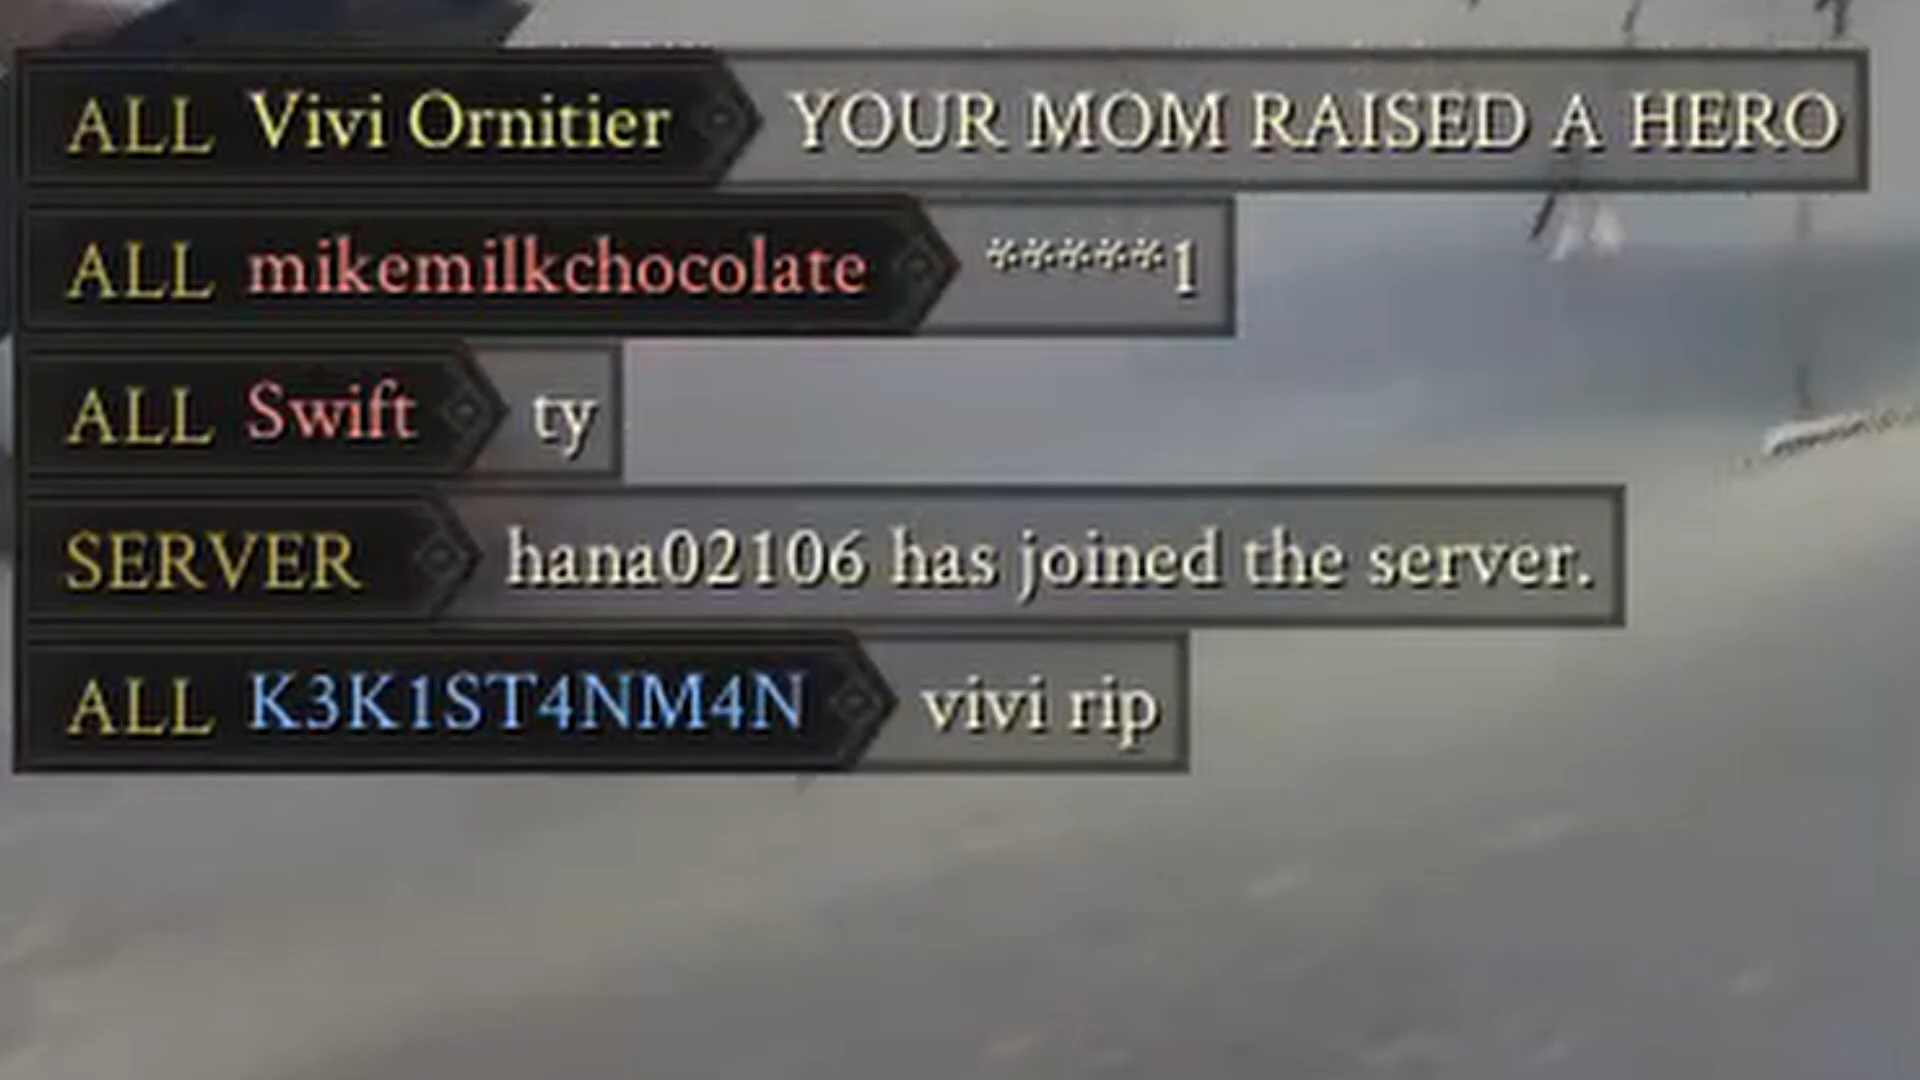 ALL Vivi Ornitier YOUR MOM RAISED A HERO
ALL mikemilkchocolate *****1
ALL Swift ty
SERVER hana02106 has joined the server.
ALL K3K1ST4NM4N vivi rip